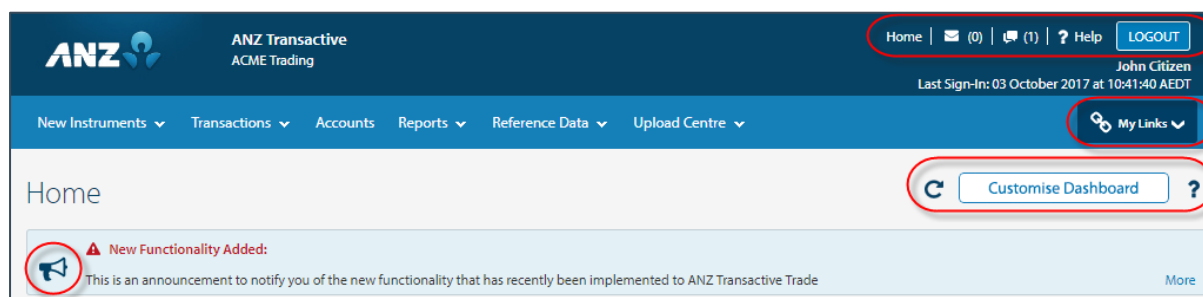 ANZ
ANZ Transactive
ACME Trading
Home | (0) | (1) | ? Help LOGOUT
John Citizen
Last Sign-In: 03 October 2017 at 10:41:40 AEDT
New Instruments Transactions Accounts Reports Reference Data Upload Centre My Links
Home Customise Dashboard ?
New Functionality Added:
This is an announcement to notify you of the new functionality that has recently been implemented to ANZ Transactive Trade More